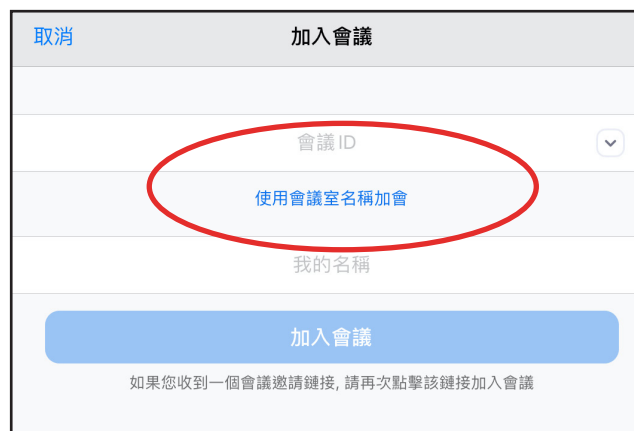 取消 加入會議
會議 ID
使用會議室名稱加會
我的名稱
加入會議
如果您收到一個會議邀請鏈接, 請再次點擊該鏈接加入會議